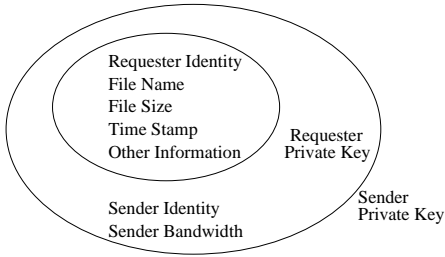 Requester Identity
File Name
File Size
Time Stamp
Other Information
Requester
Private Key
Sender Identity
Sender Bandwidth
Sender
Private Key